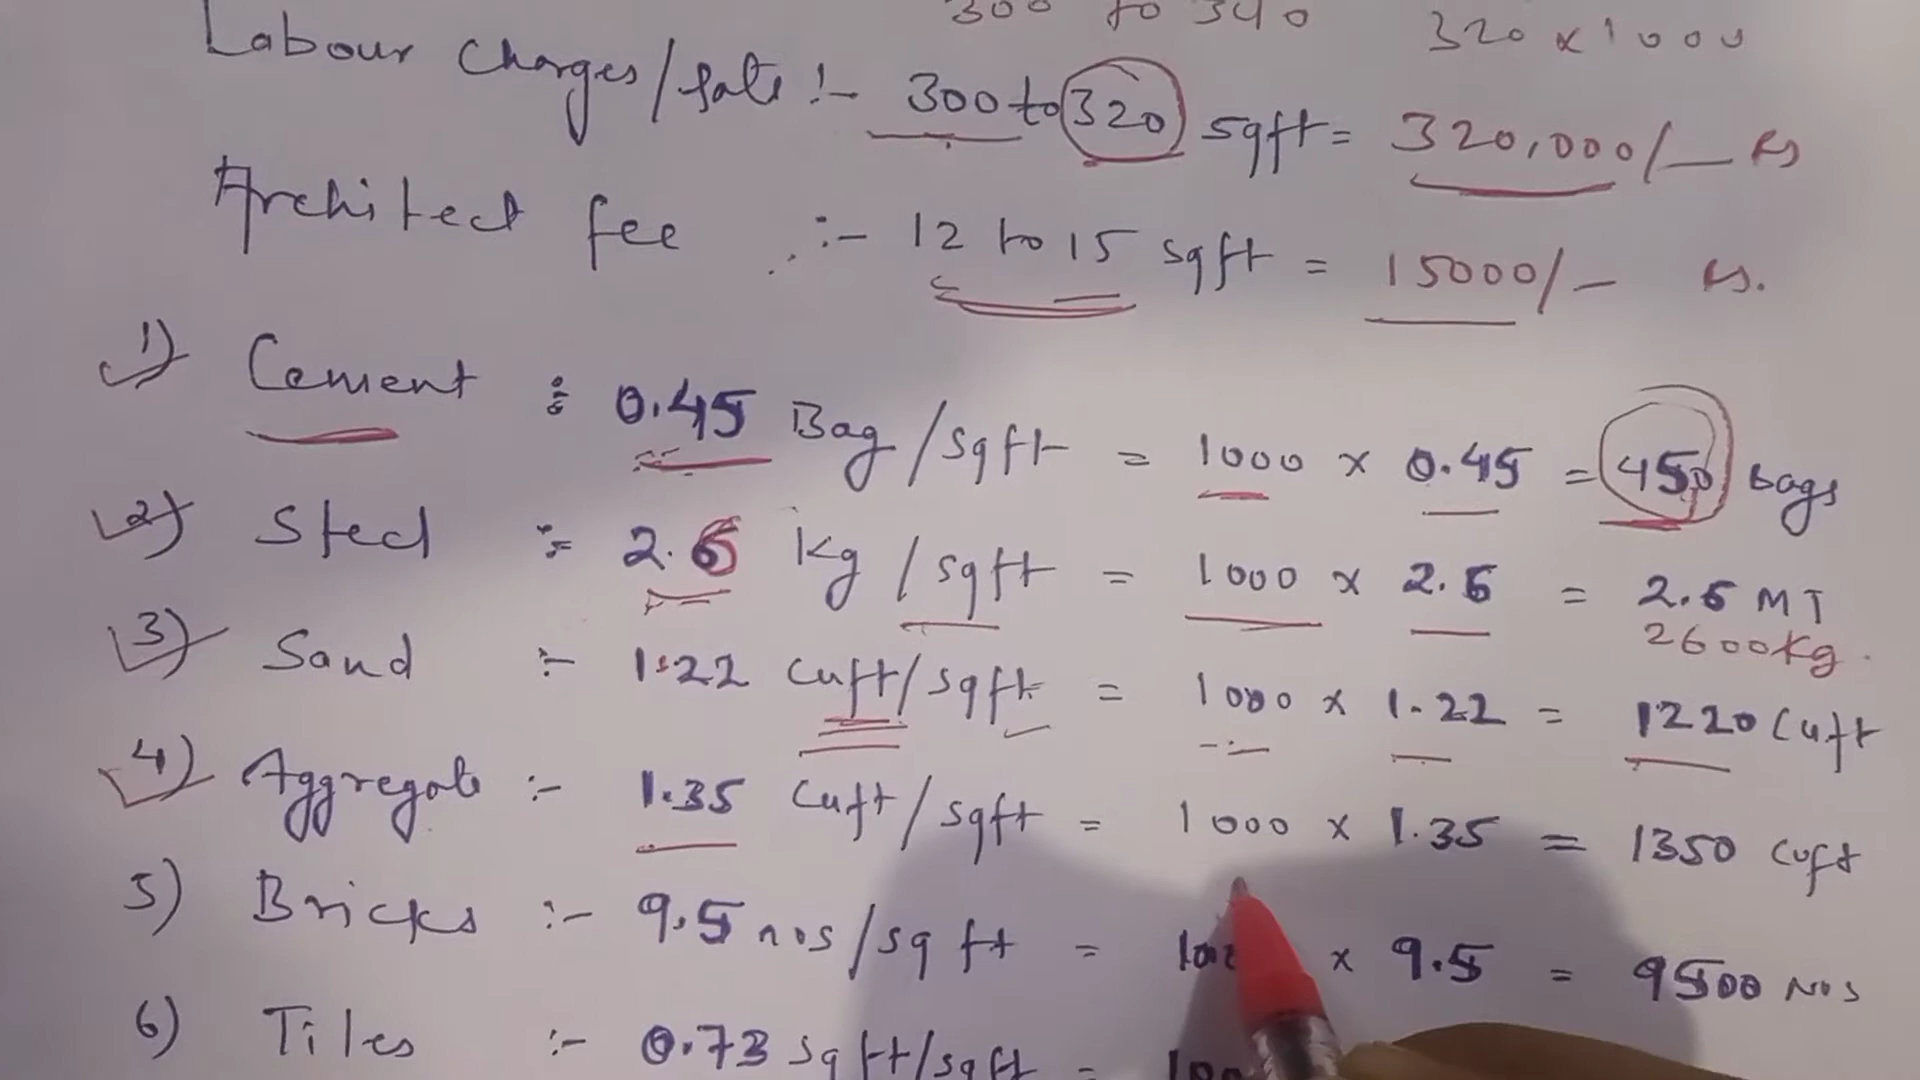 300 to 340 320 x 1000
Labour Charges/rate :- 300 to 320 sqft = 320,000/- Rs
Architect fee :- 12 to 15 sqft = 15000/- Rs.
1) Cement : 0.45 Bag/sqft = 1000 x 0.45 = 450 bags
2) Steel :- 2.6 kg/sqft = 1000 x 2.6 = 2.6 MT
2600 kg.
3) Sand :- 1.22 Cuft/sqft = 1000 x 1.22 = 1220 Cuft
4) Aggregate :- 1.35 Cuft/sqft = 1000 x 1.35 = 1350 Cuft
5) Bricks :- 9.5 nos/sqft = x 9.5 = 9500 Nos
6) Tiles :- 0.73 sqft/sqft =